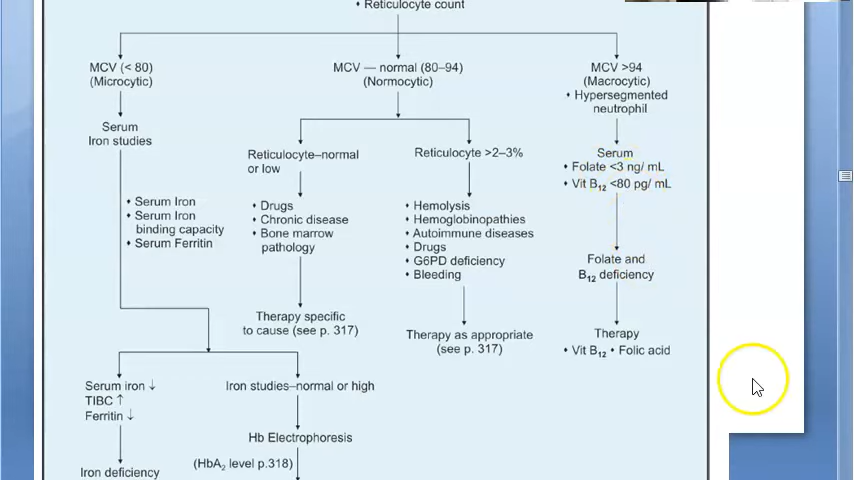 • Reticulocyte count
MCV (< 80)
(Microcytic)
Serum
Iron studies
• Serum Iron
• Serum Iron
binding capacity
• Serum Ferritin
MCV — normal (80–94)
(Normocytic)
Reticulocyte–normal
or low
• Drugs
• Chronic disease
• Bone marrow
pathology
Therapy specific
to cause (see p. 317)
Reticulocyte >2–3%
• Hemolysis
• Hemoglobinopathies
• Autoimmune diseases
• Drugs
• G6PD deficiency
• Bleeding
Therapy as appropriate
(see p. 317)
MCV >94
(Macrocytic)
• Hypersegmented
neutrophil
Serum
• Folate <3 ng/ mL
• Vit B₁₂ <80 pg/ mL
Folate and
B₁₂ deficiency
Therapy
• Vit B₁₂ • Folic acid
Serum iron ↓
TIBC ↑
Ferritin ↓
Iron deficiency
Iron studies–normal or high
Hb Electrophoresis
(HbA₂ level p.318)